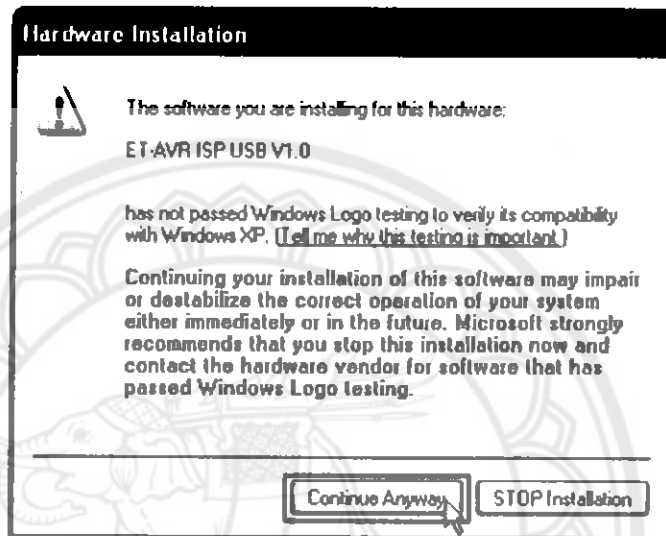 Hardware Installation
The software you are installing for this hardware:
ET-AVR ISP USB V1.0
has not passed Windows Logo testing to verify its compatibility
with Windows XP. (Tell me why this testing is important.)
Continuing your installation of this software may impair
or destabilize the correct operation of your system
either immediately or in the future. Microsoft strongly
recommends that you stop this installation now and
contact the hardware vendor for software that has
passed Windows Logo testing.
Continue Anyway
STOP Installation